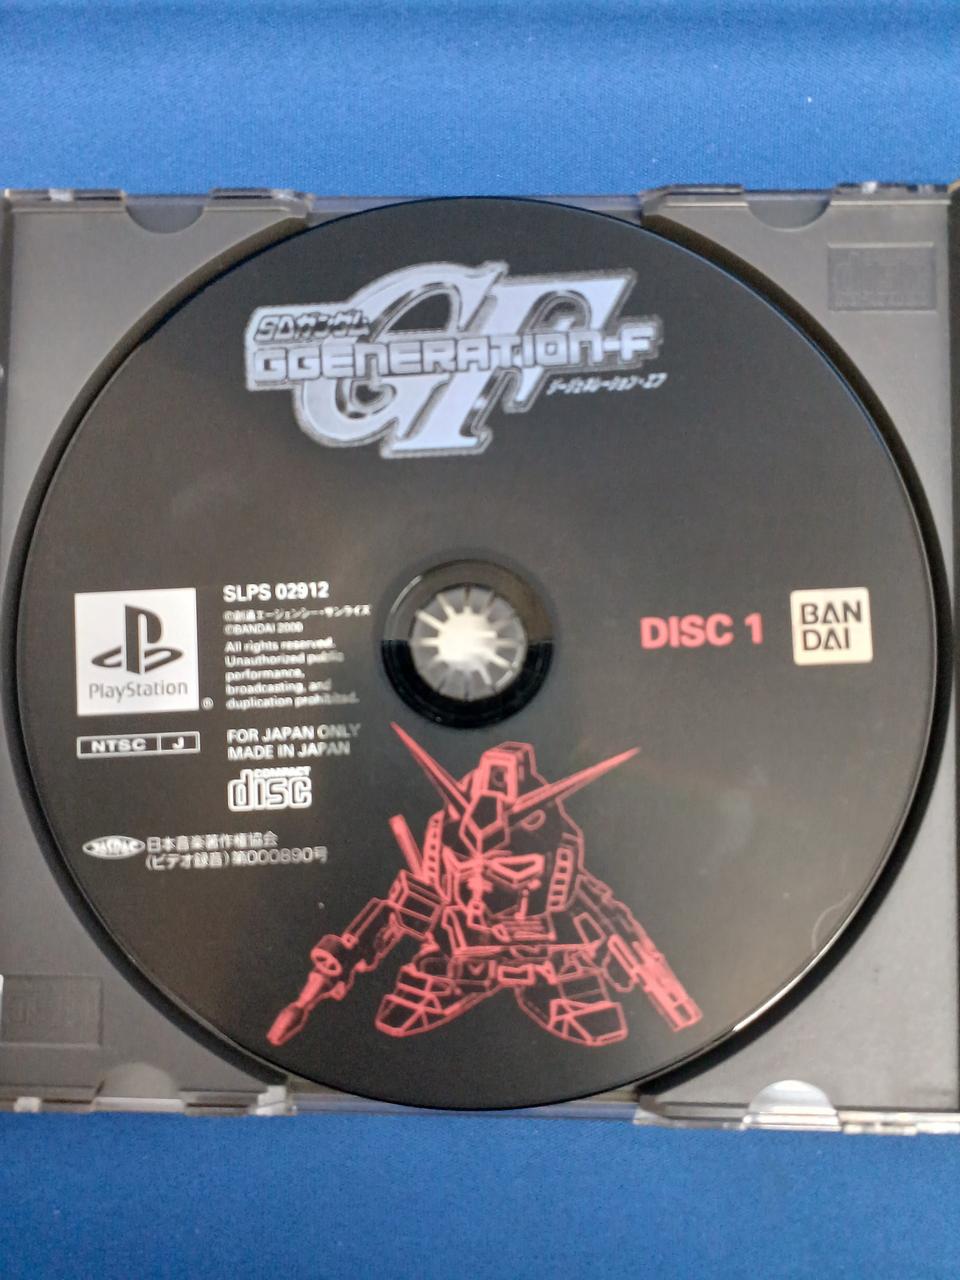 SDガンダム
GGENERATION-F
ジージェネレーション・エフ
SLPS 02912
©創通エージェンシー・サンライズ
©BANDAI 2000
All rights reserved.
Unauthorized public
performance,
broadcasting, and
duplication prohibited.
PlayStation
®
NTSC J
FOR JAPAN ONLY
MADE IN JAPAN
COMPACT
disc
JASRAC
日本音楽著作権協会
(ビデオ録音)第000890号
DISC 1
BAN
DAI